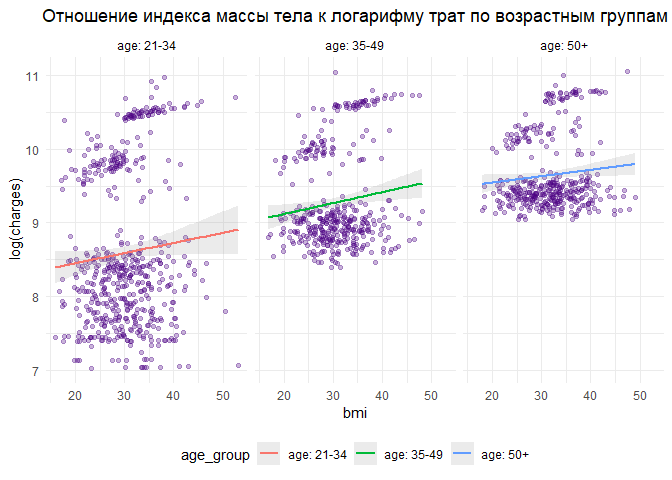 Отношение индекса массы тела к логарифму трат по возрастным группам
age: 21-34 age: 35-49 age: 50+
11
10
9
8
7
log(charges)
20 30 40 50 20 30 40 50 20 30 40 50
bmi
age_group age: 21-34 age: 35-49 age: 50+